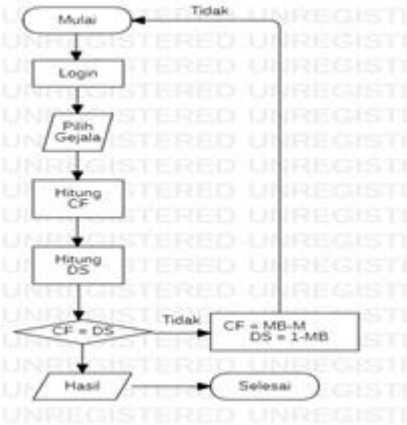 Tidak
Mulai
Login
Pilih
Gejala
Hitung
CF
Hitung
DS
CF = DS
Tidak
CF = MB-M
DS = 1-MB
Hasil
Selesai
UNREGISTERED